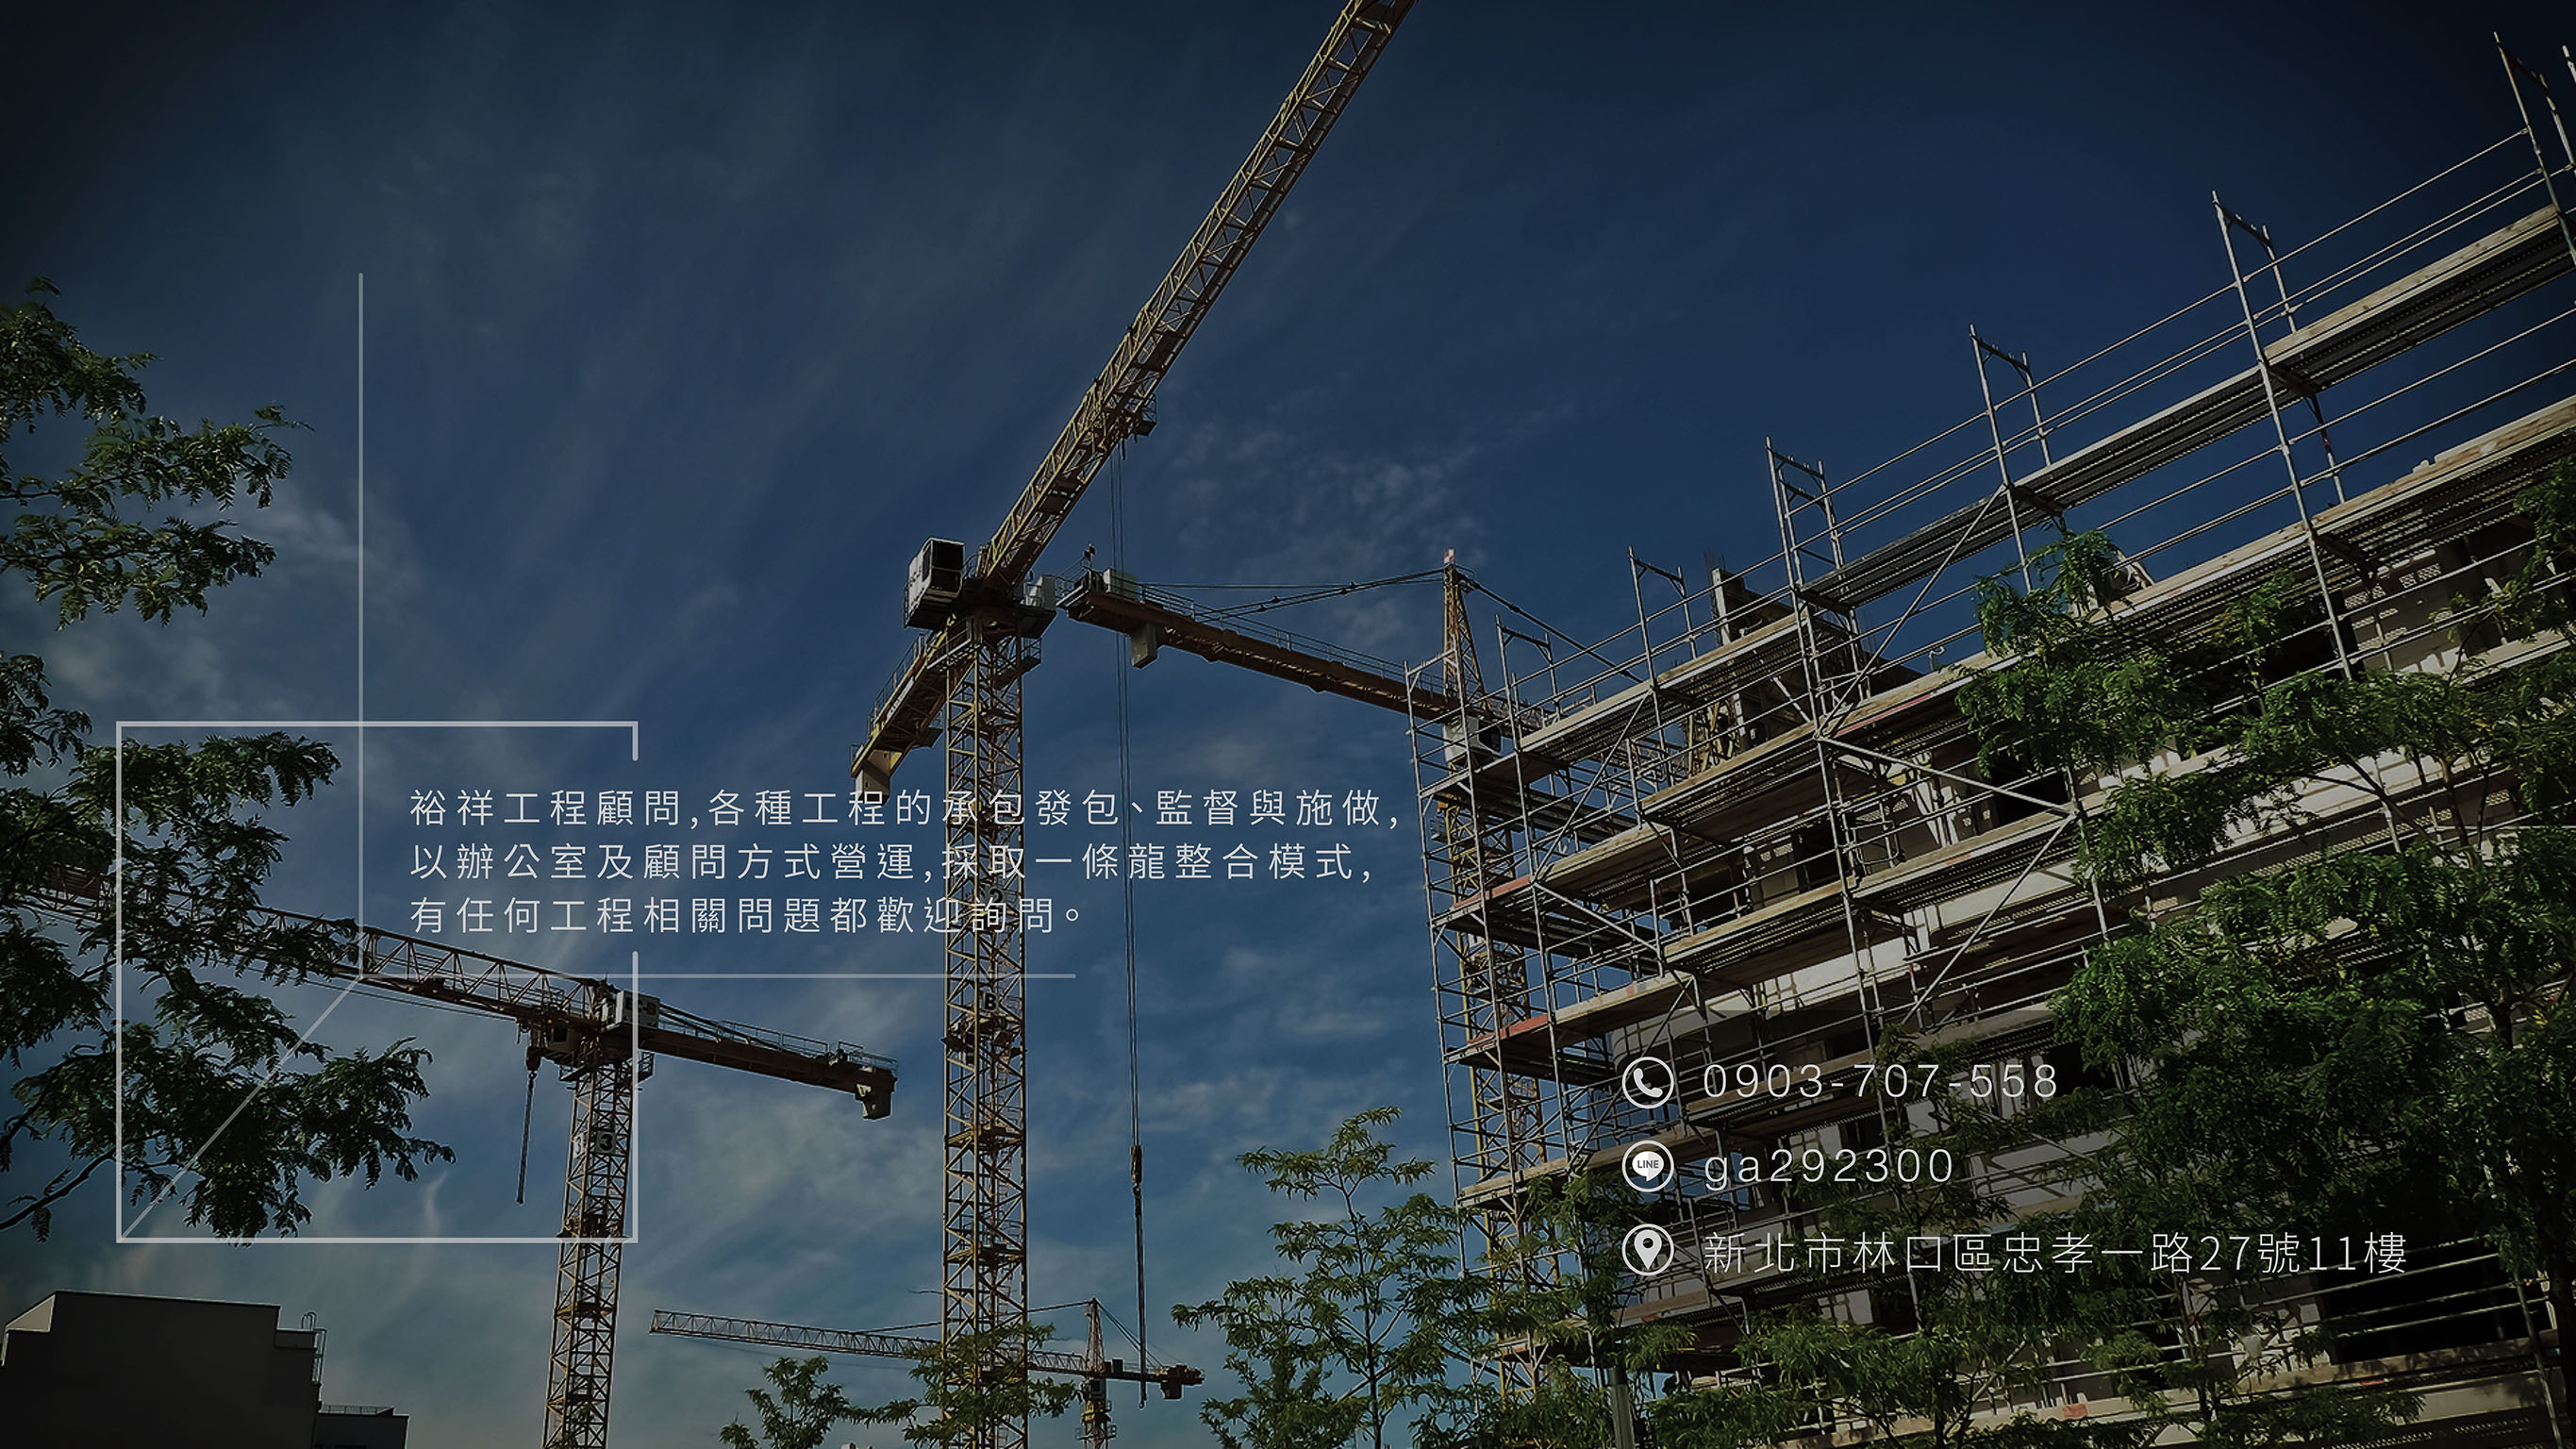 裕祥工程顧問,各種工程的承包發包、監督與施做,
以辦公室及顧問方式營運,採取一條龍整合模式,
有任何工程相關問題都歡迎詢問。
B
3
0903-707-558
LINE
ga292300
新北市林口區忠孝一路27號11樓